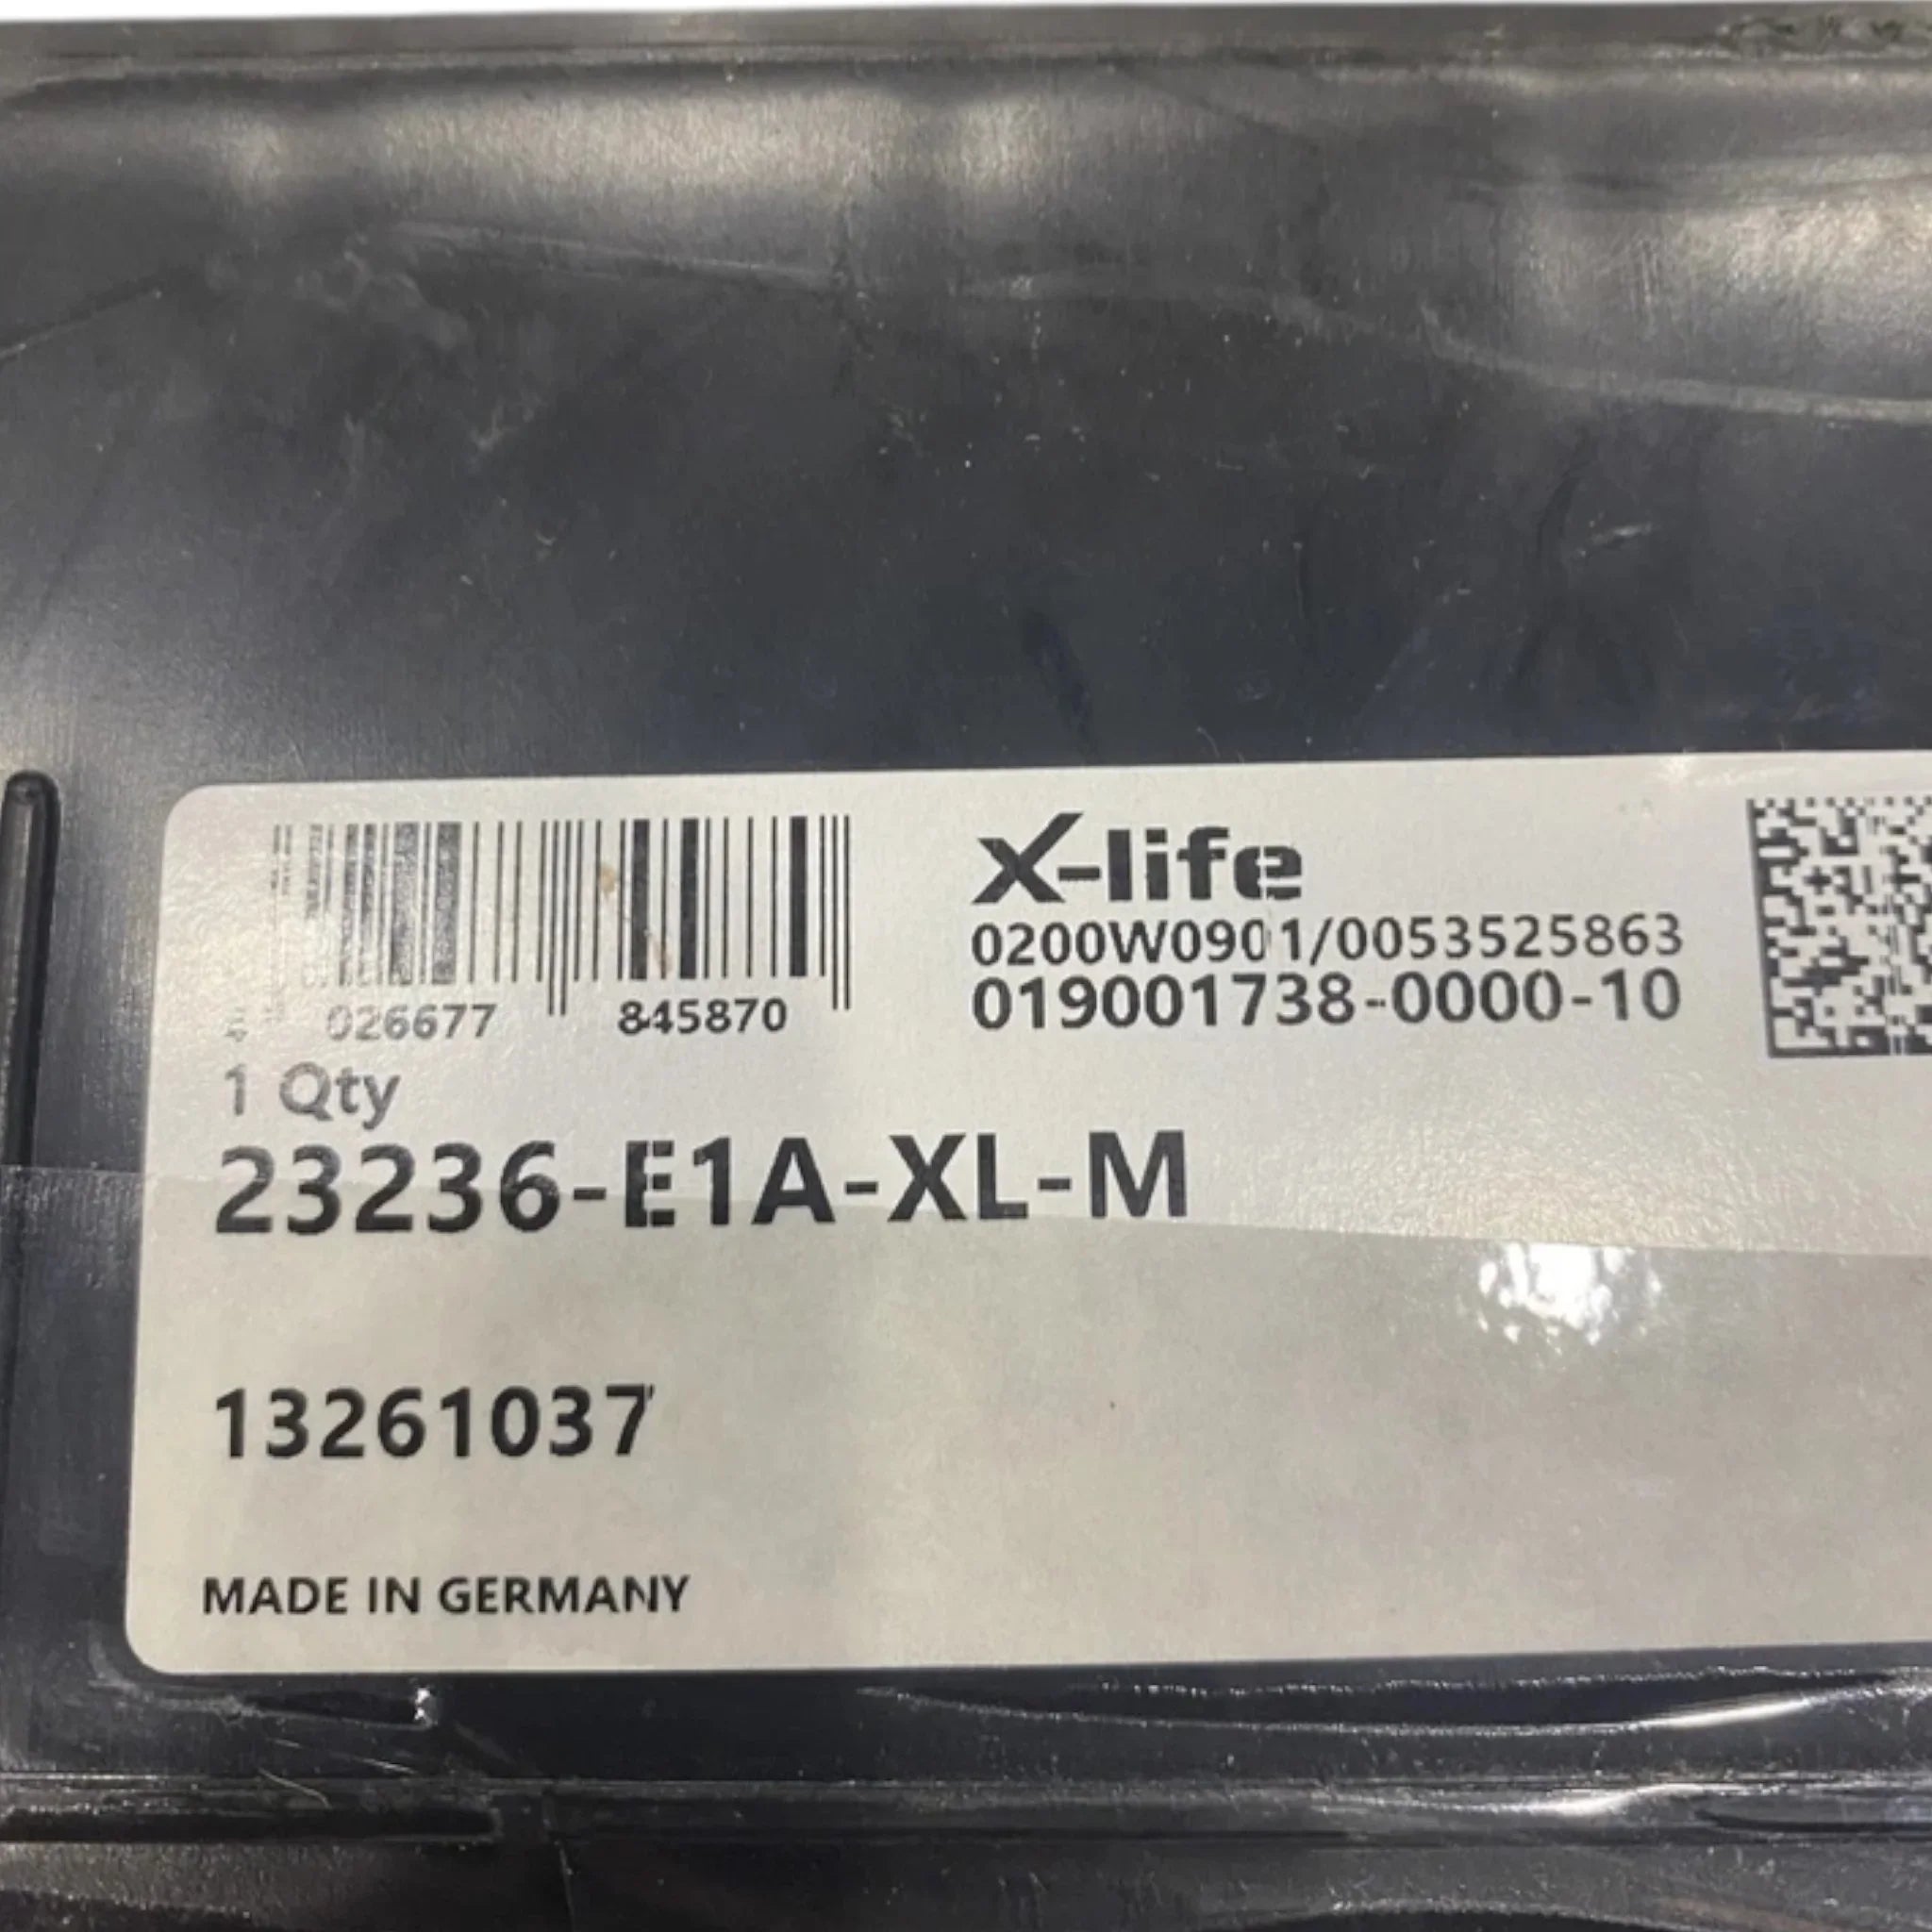 X-life
0200W0901/0053525863
019001738-0000-10
4 026677 845870
1 Qty
23236-E1A-XL-M
13261037
MADE IN GERMANY